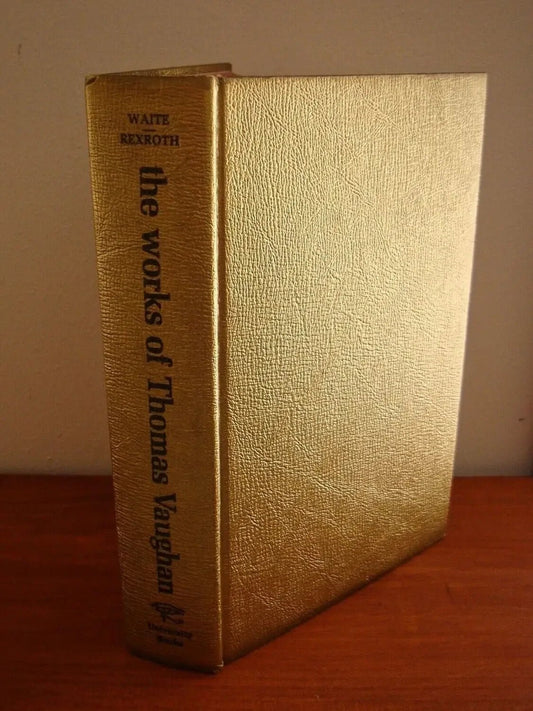 WAITE
REXROTH
the works of Thomas Vaughan
University
Books